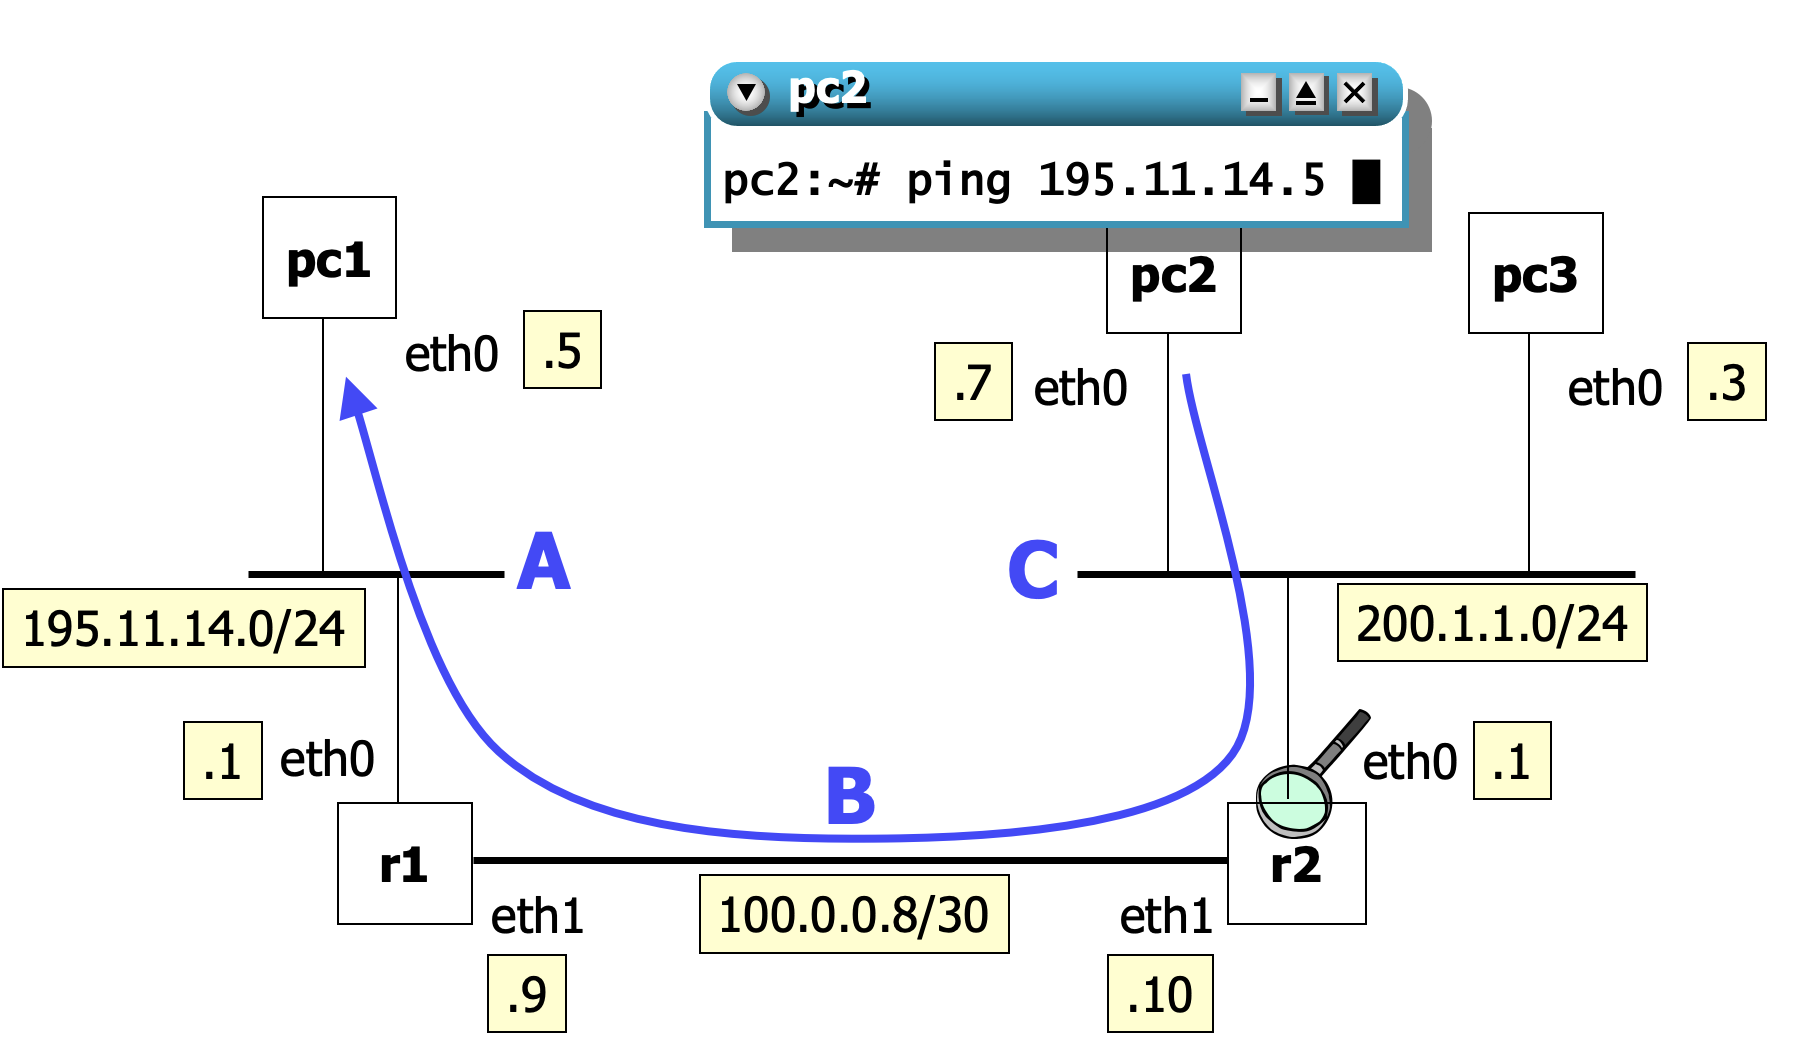 pc2
pc2:~# ping 195.11.14.5
pc1
pc2
pc3
eth0 .5
.7 eth0
eth0 .3
A
C
195.11.14.0/24
200.1.1.0/24
.1 eth0
eth0 .1
B
r1
r2
eth1
100.0.0.8/30
eth1
.9
.10